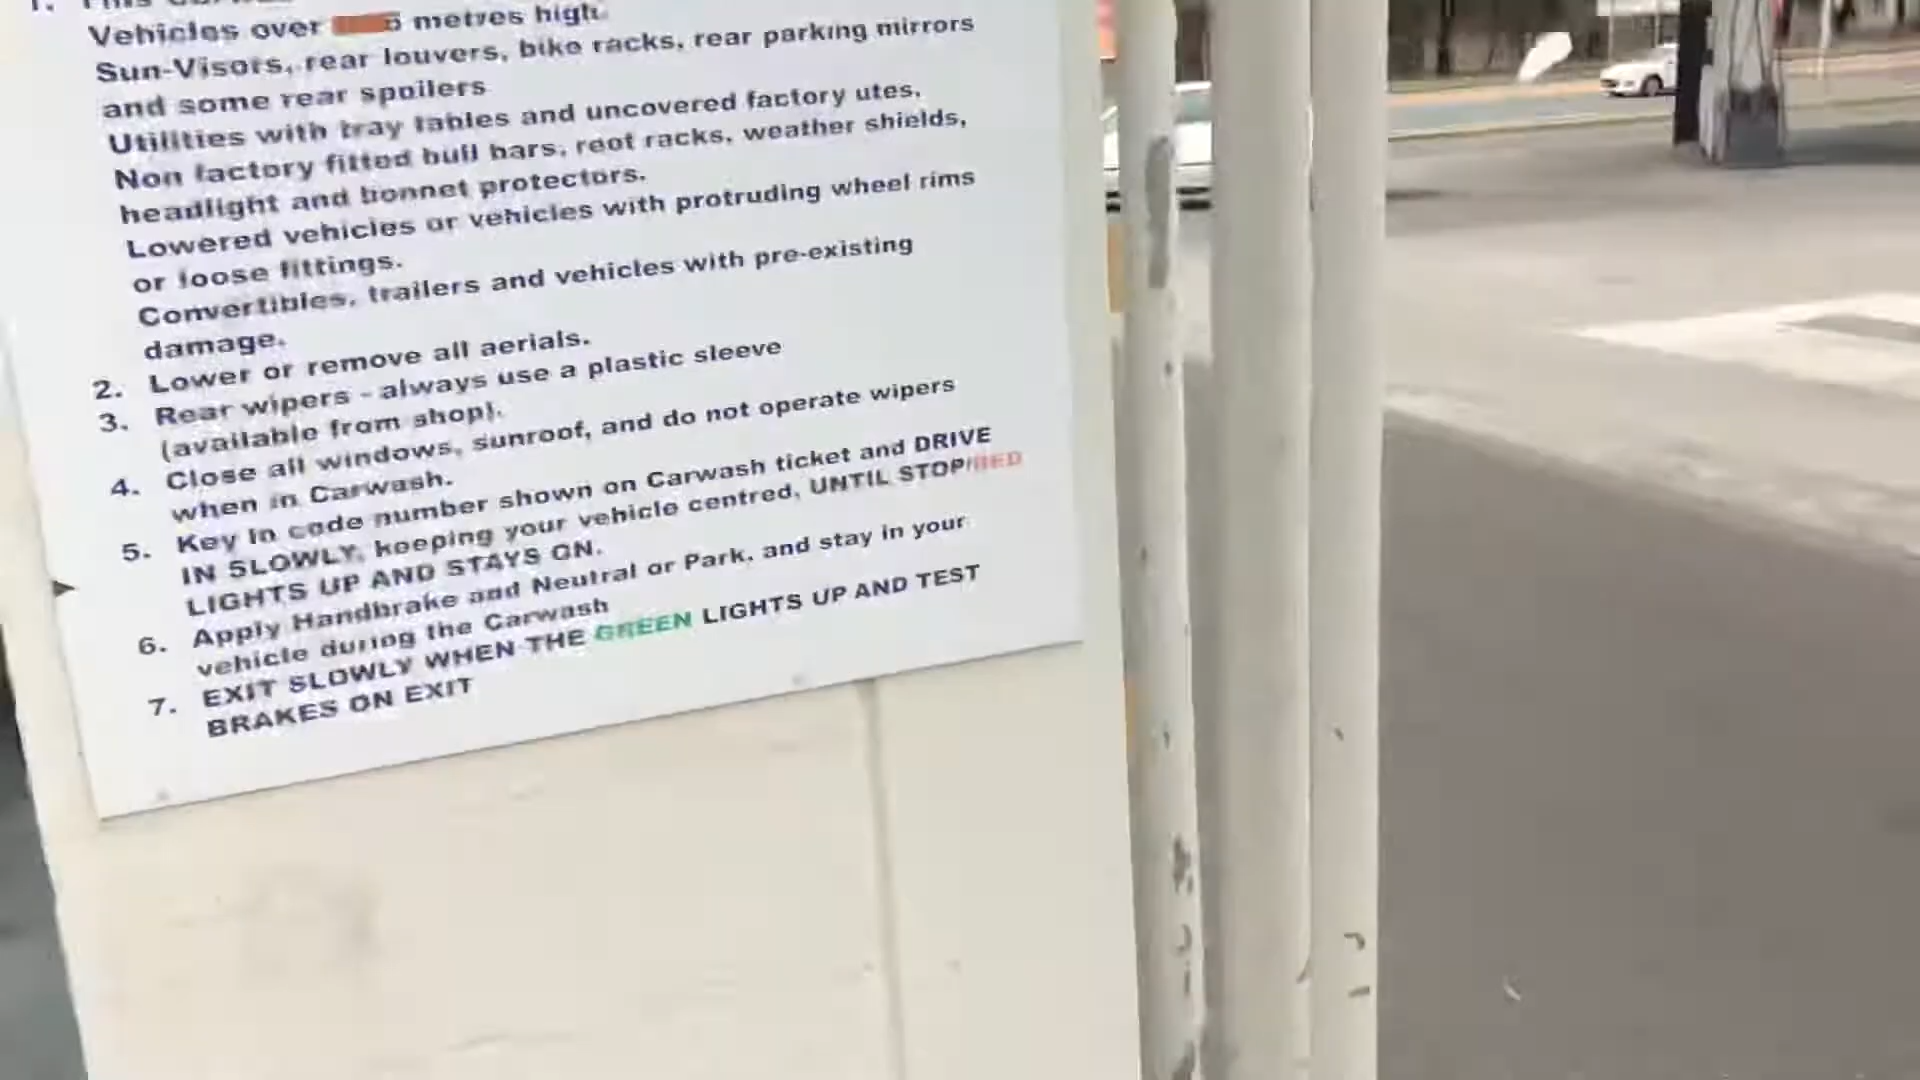 1. This
Vehicles over metres high.
Sun-Visors, rear louvers, bike racks, rear parking mirrors
and some rear spoilers
Utilities with tray tables and uncovered factory utes,
Non factory fitted bull bars, roof racks, weather shields,
headlight and bonnet protectors.
Lowered vehicles or vehicles with protruding wheel rims
or loose fittings.
Convertibles, trailers and vehicles with pre-existing
damage.
2. Lower or remove all aerials.
3. Rear wipers - always use a plastic sleeve
(available from shop).
4. Close all windows, sunroof, and do not operate wipers
when in Carwash.
5. Key in code number shown on Carwash ticket and DRIVE
IN SLOWLY, keeping your vehicle centred, UNTIL STOP/RED
LIGHTS UP AND STAYS ON.
6. Apply Handbrake and Neutral or Park, and stay in your
vehicle during the Carwash
7. EXIT SLOWLY WHEN THE GREEN LIGHTS UP AND TEST
BRAKES ON EXIT